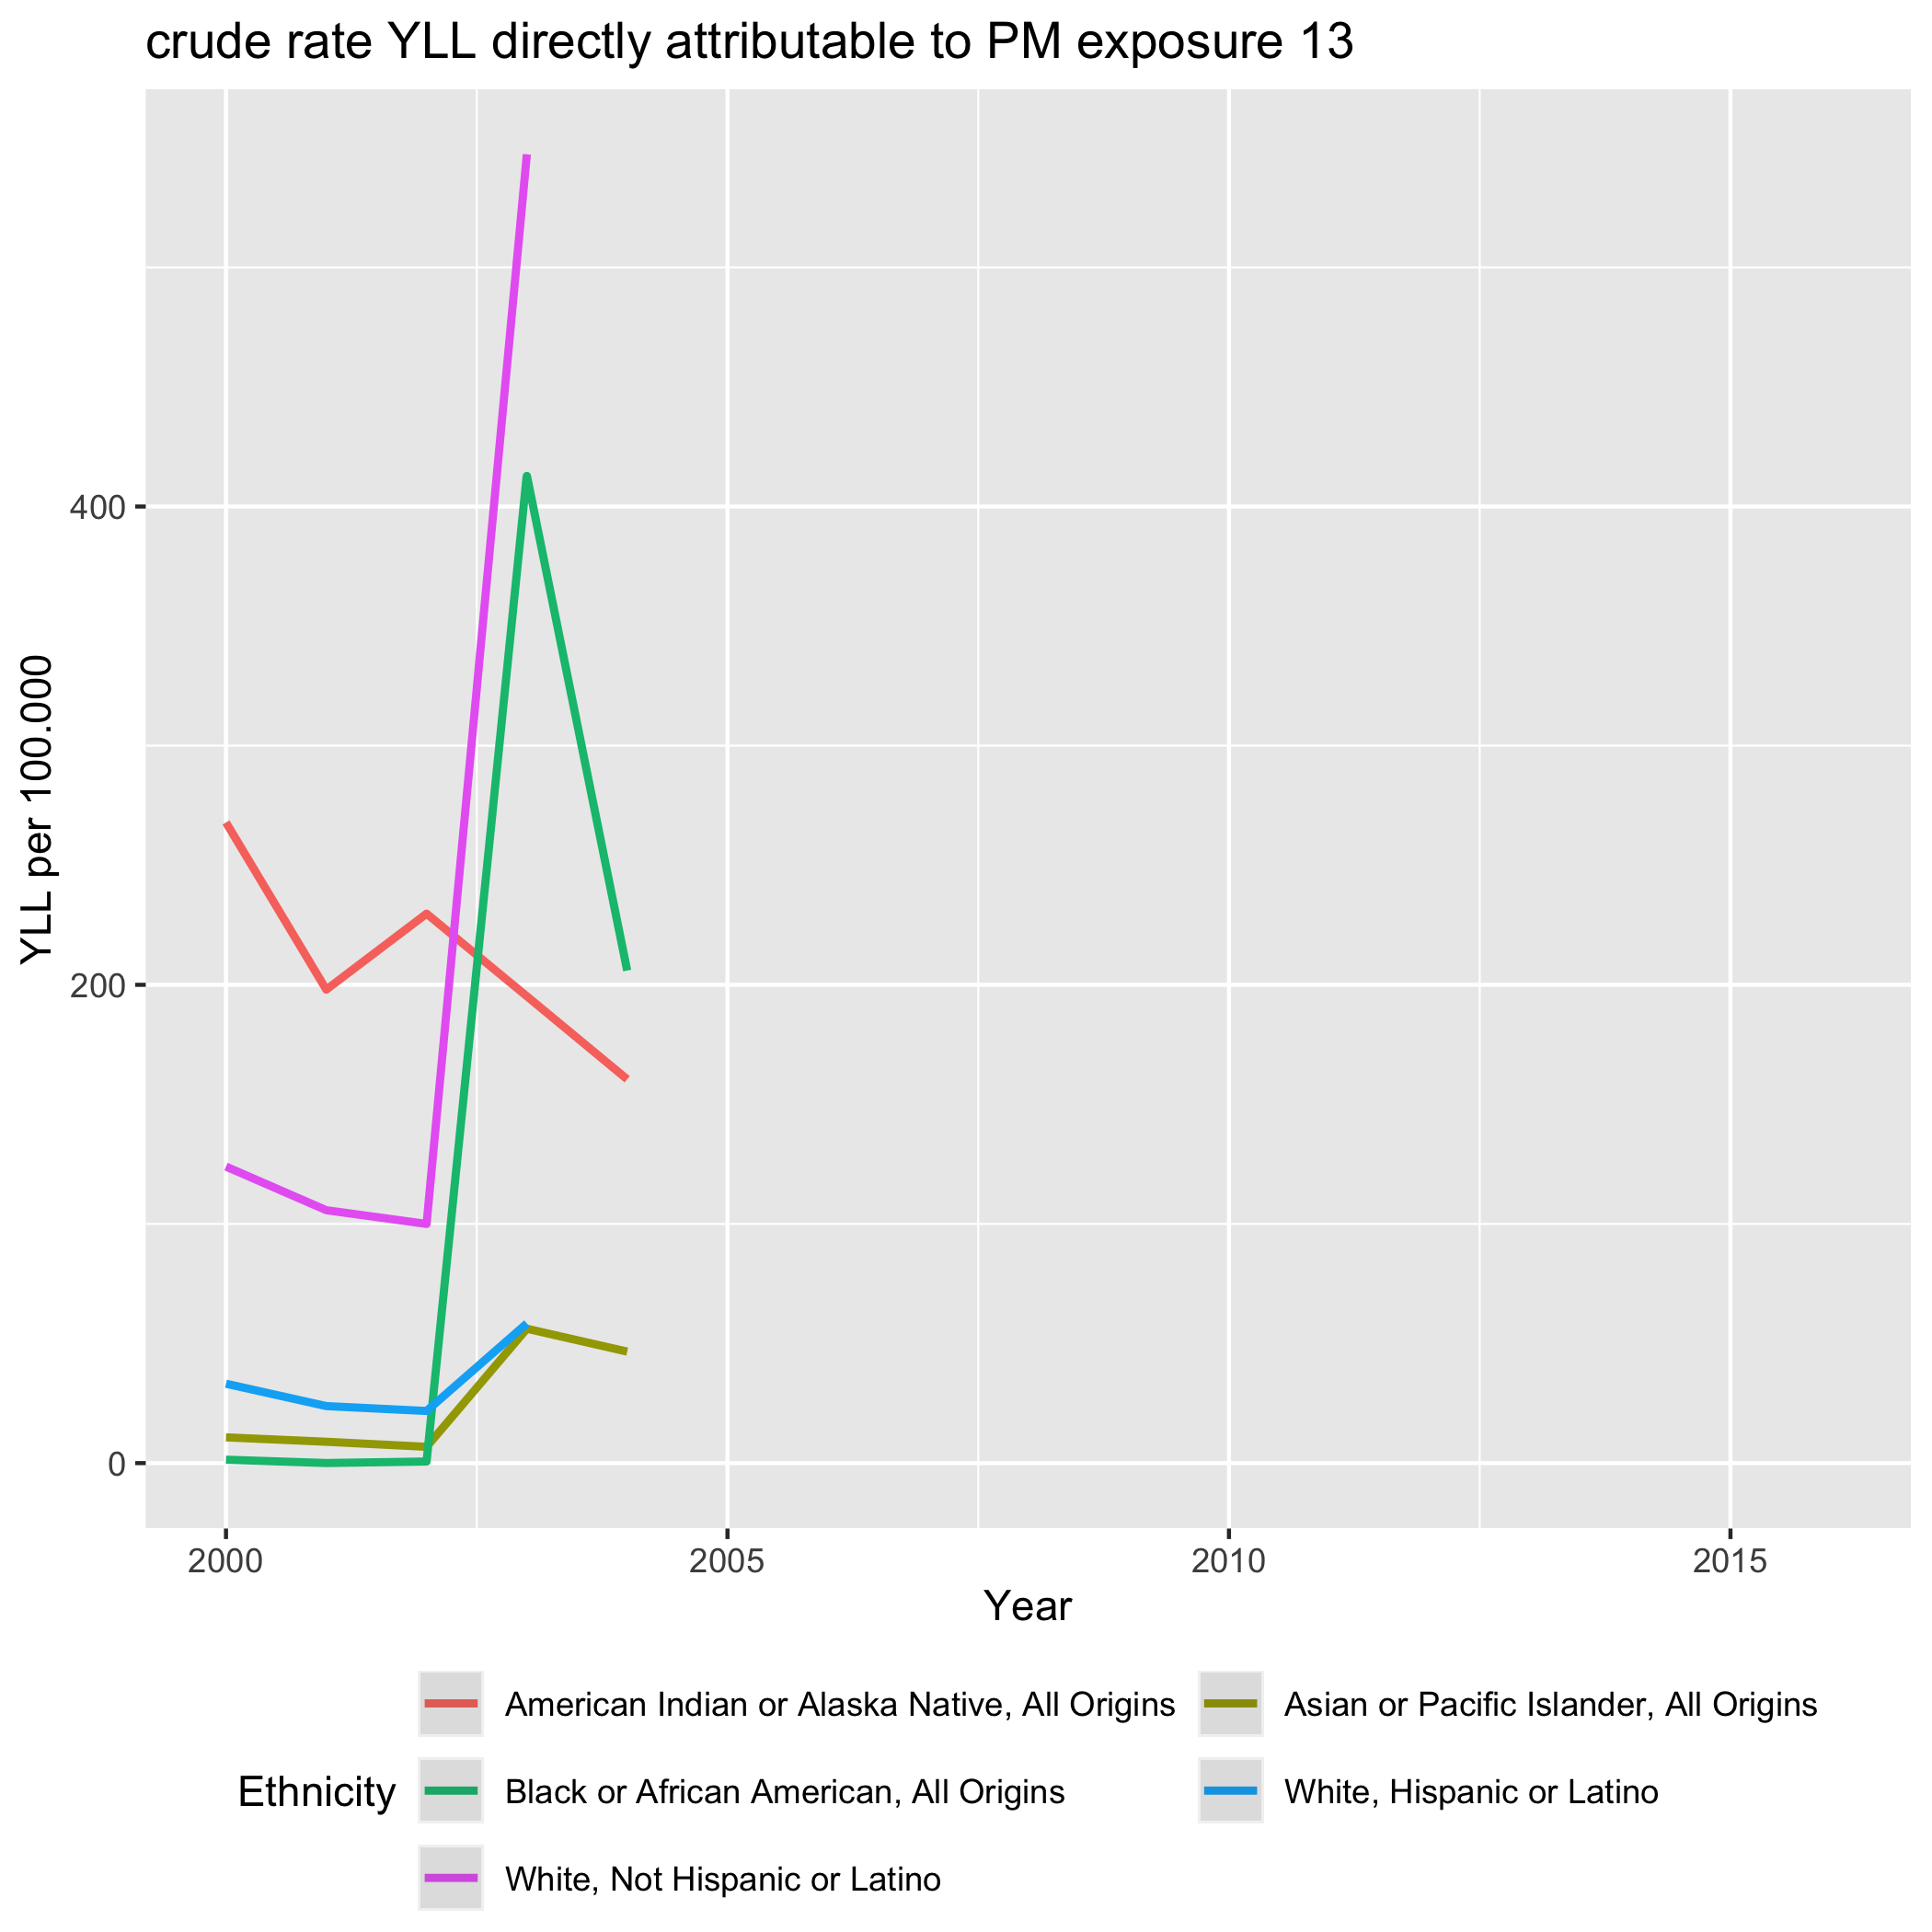 crude rate YLL directly attributable to PM exposure 13
YLL per 100.000
400
200
0
2000 2005 2010 2015
Year
Ethnicity
American Indian or Alaska Native, All Origins
Asian or Pacific Islander, All Origins
Black or African American, All Origins
White, Hispanic or Latino
White, Not Hispanic or Latino